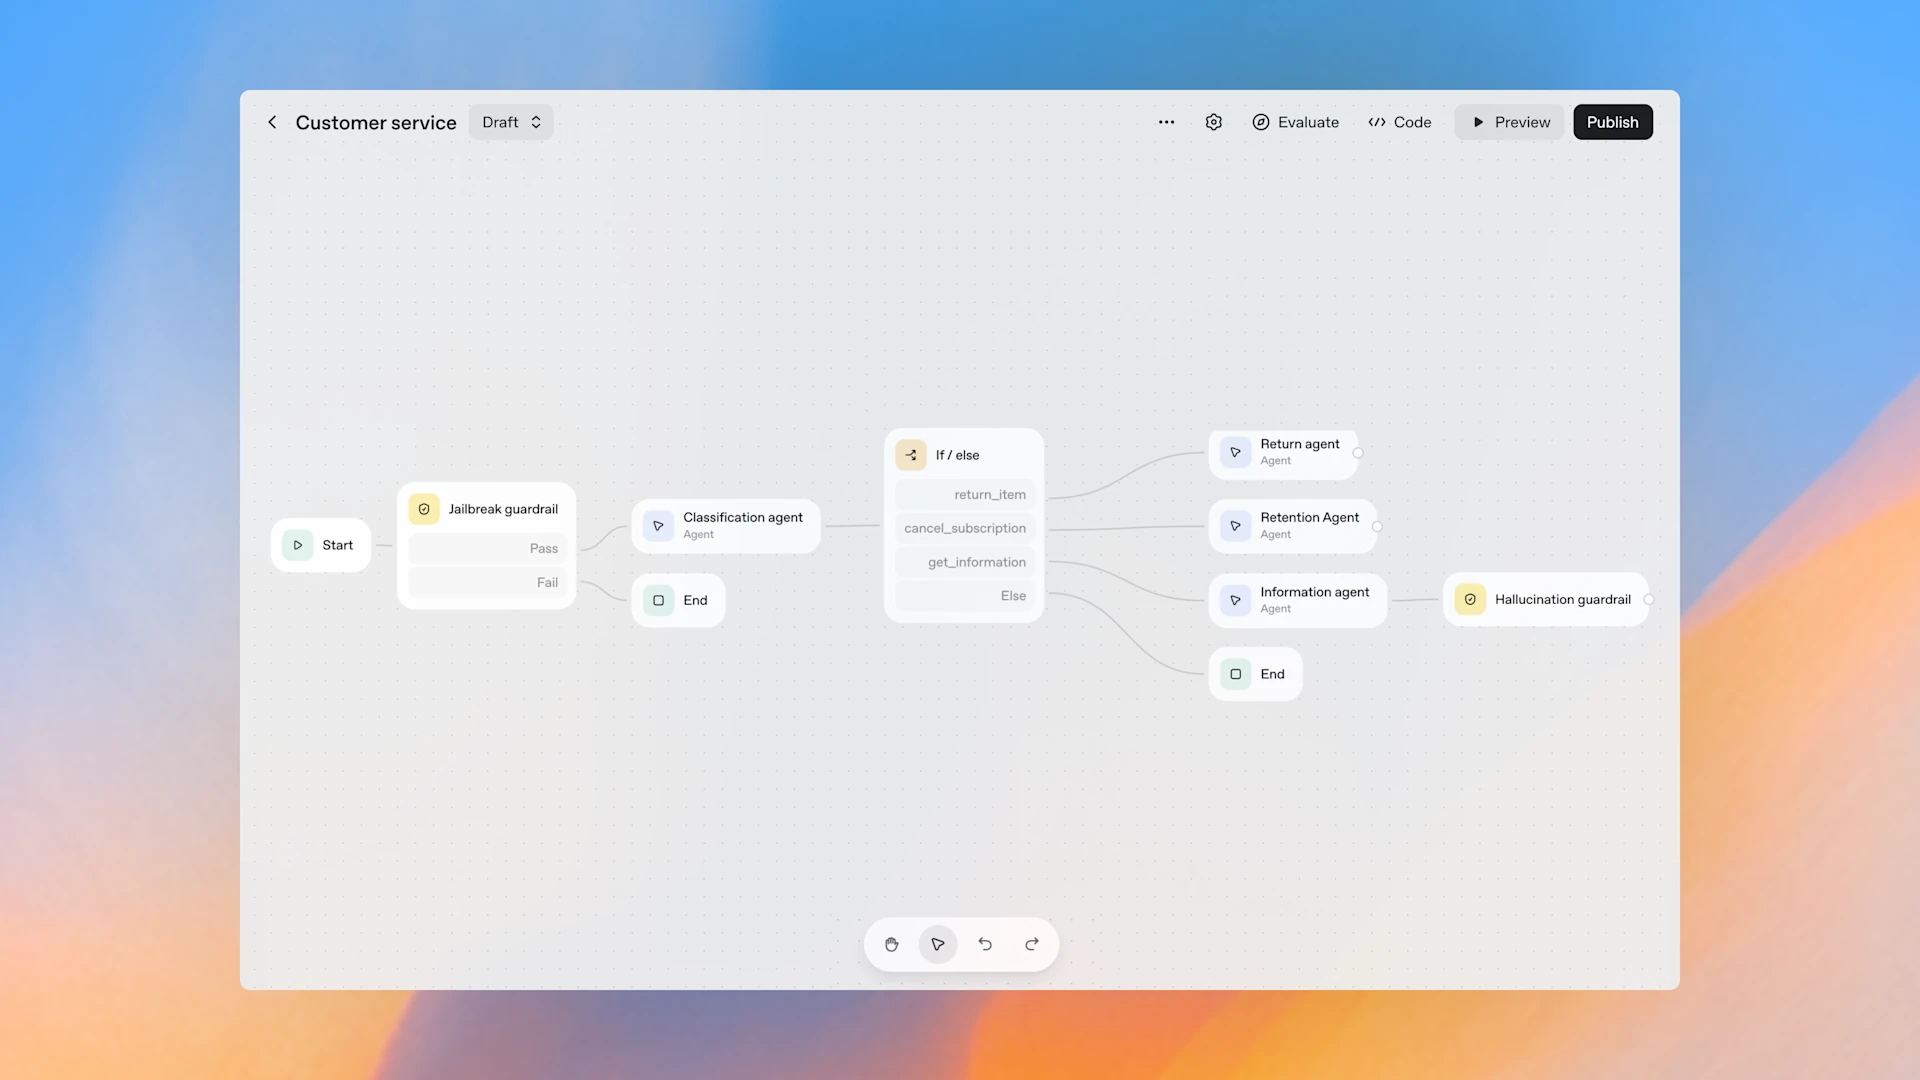 Customer service
Draft
Evaluate
Code
Preview
Publish
Start
Jailbreak guardrail
Pass
Fail
Classification agent
Agent
End
If / else
return_item
cancel_subscription
get_information
Else
Return agent
Agent
Retention Agent
Agent
Information agent
Agent
End
Hallucination guardrail